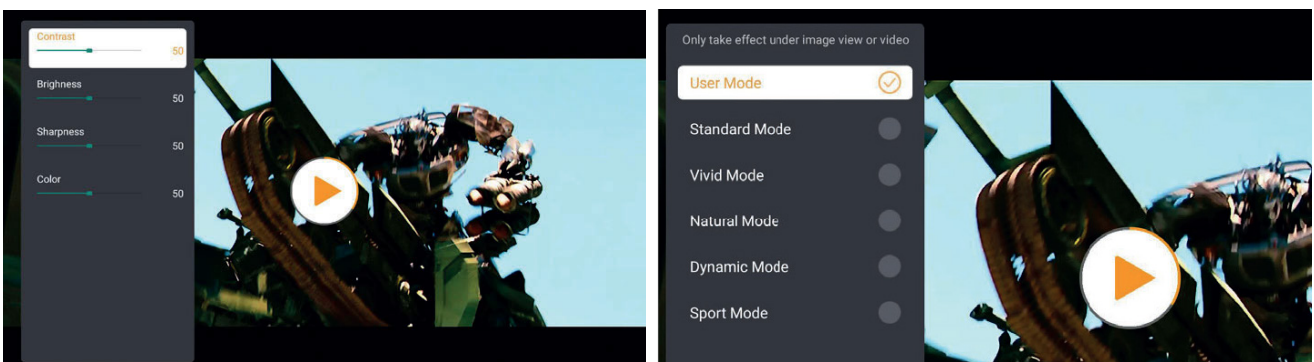 Contrast
50
Brighness
50
Sharpness
50
Color
50
Only take effect under image view or video
User Mode
Standard Mode
Vivid Mode
Natural Mode
Dynamic Mode
Sport Mode